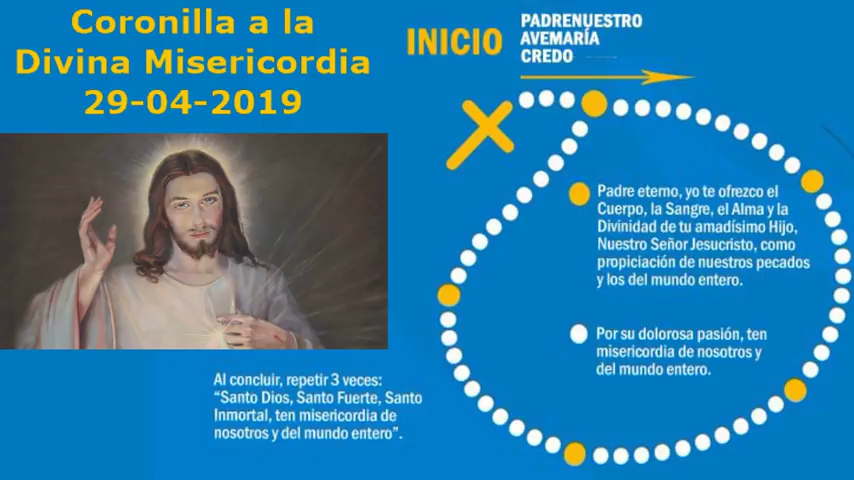 Coronilla a la
Divina Misericordia
29-04-2019
INICIO
PADRENUESTRO
AVEMARÍA
CREDO
Padre eterno, yo te ofrezco el
Cuerpo, la Sangre, el Alma y la
Divinidad de tu amadísimo Hijo,
Nuestro Señor Jesucristo, como
propiciación de nuestros pecados
y los del mundo entero.
Por su dolorosa pasión, ten
misericordia de nosotros y
del mundo entero.
Al concluir, repetir 3 veces:
“Santo Dios, Santo Fuerte, Santo
Inmortal, ten misericordia de
nosotros y del mundo entero”.